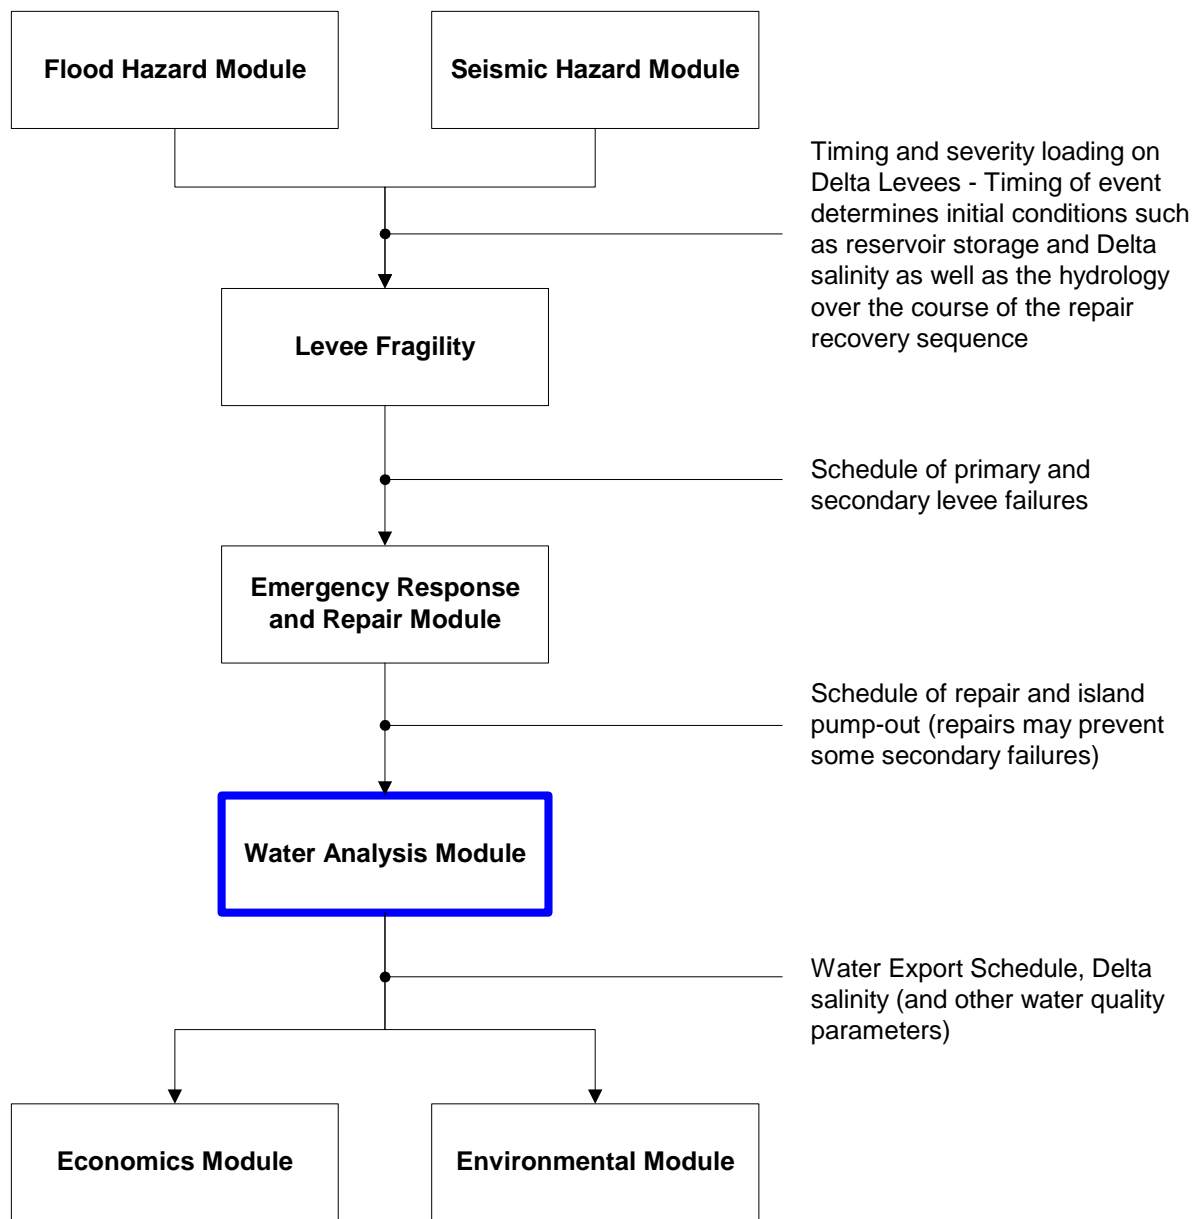 Flood Hazard Module
Seismic Hazard Module
Timing and severity loading on
Delta Levees - Timing of event
determines initial conditions such
as reservoir storage and Delta
salinity as well as the hydrology
over the course of the repair
recovery sequence
Levee Fragility
Schedule of primary and
secondary levee failures
Emergency Response
and Repair Module
Schedule of repair and island
pump-out (repairs may prevent
some secondary failures)
Water Analysis Module
Water Export Schedule, Delta
salinity (and other water quality
parameters)
Economics Module
Environmental Module